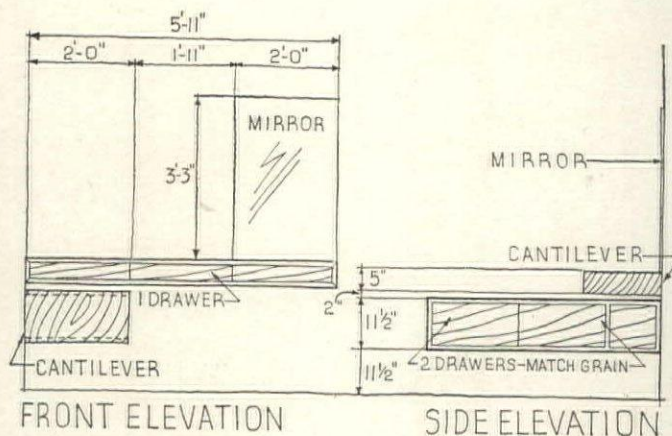 5'-11"
2'-0" 1'-11" 2'-0"
MIRROR
3'-3"
1 DRAWER
CANTILEVER
FRONT ELEVATION
MIRROR
CANTILEVER
5"
2"
11½"
2 DRAWERS-MATCH GRAIN
11½"
SIDE ELEVATION